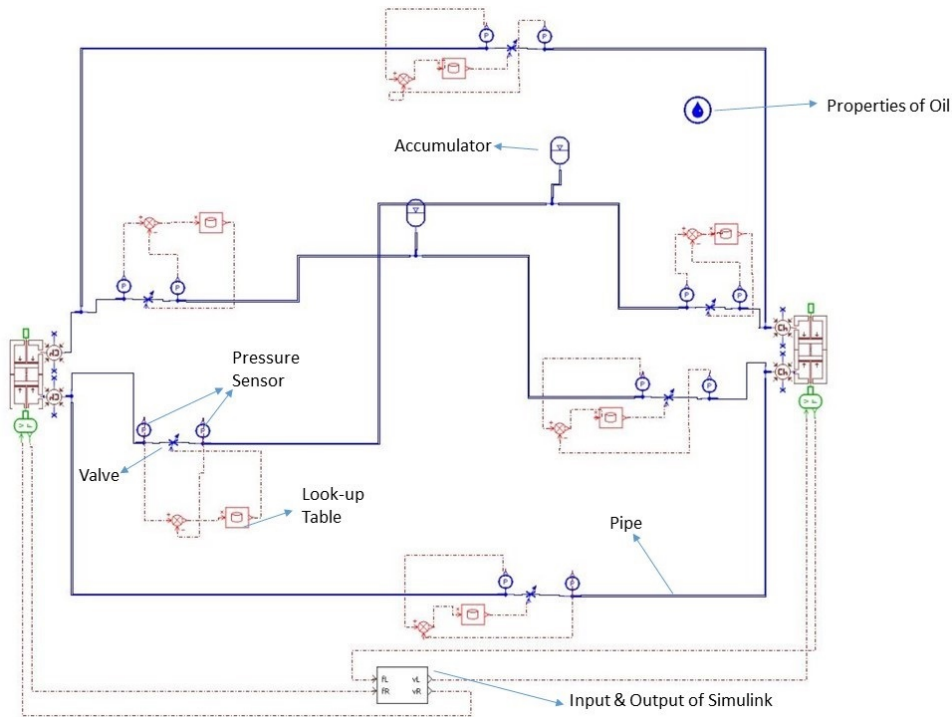 P
P
Properties of Oil
Accumulator
P
P
P
P
Pressure
Sensor
P
P
V
F
P
P
Valve
Look-up
Table
Pipe
P
P
fL
vL
FR
vR
Input & Output of Simulink